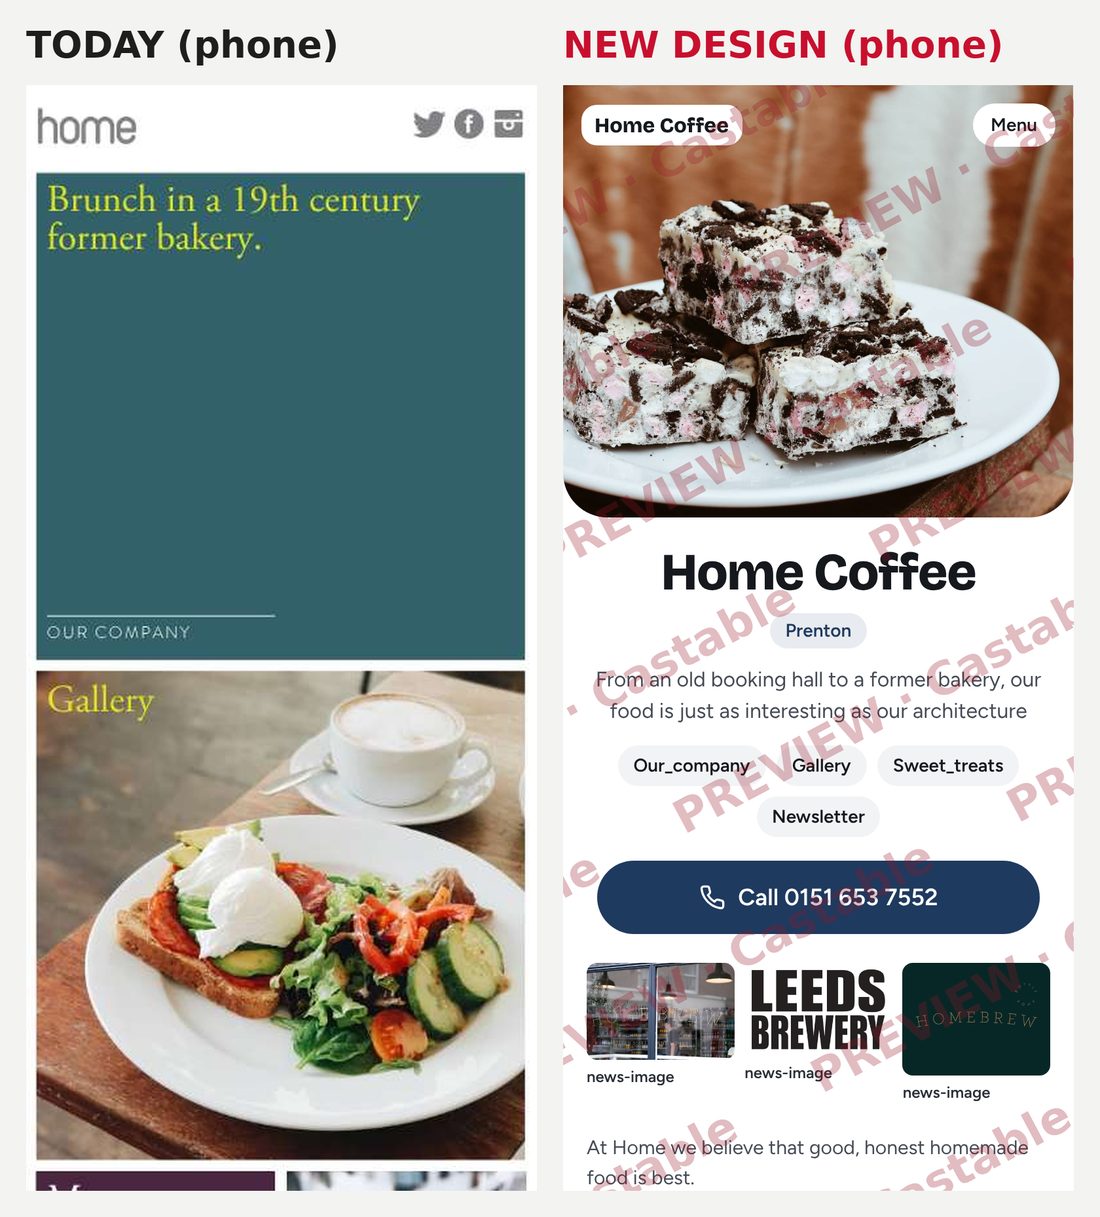 TODAY (phone)
home
Brunch in a 19th century
former bakery.
OUR COMPANY
Gallery
NEW DESIGN (phone)
Home Coffee
Menu
Home Coffee
Prenton
From an old booking hall to a former bakery, our
food is just as interesting as our architecture
Our_company
Gallery
Sweet_treats
Newsletter
Call 0151 653 7552
LEEDS
BREWERY
HOMEBREW
news-image
news-image
news-image
At Home we believe that good, honest homemade
food is best.
PREVIEW · Castable